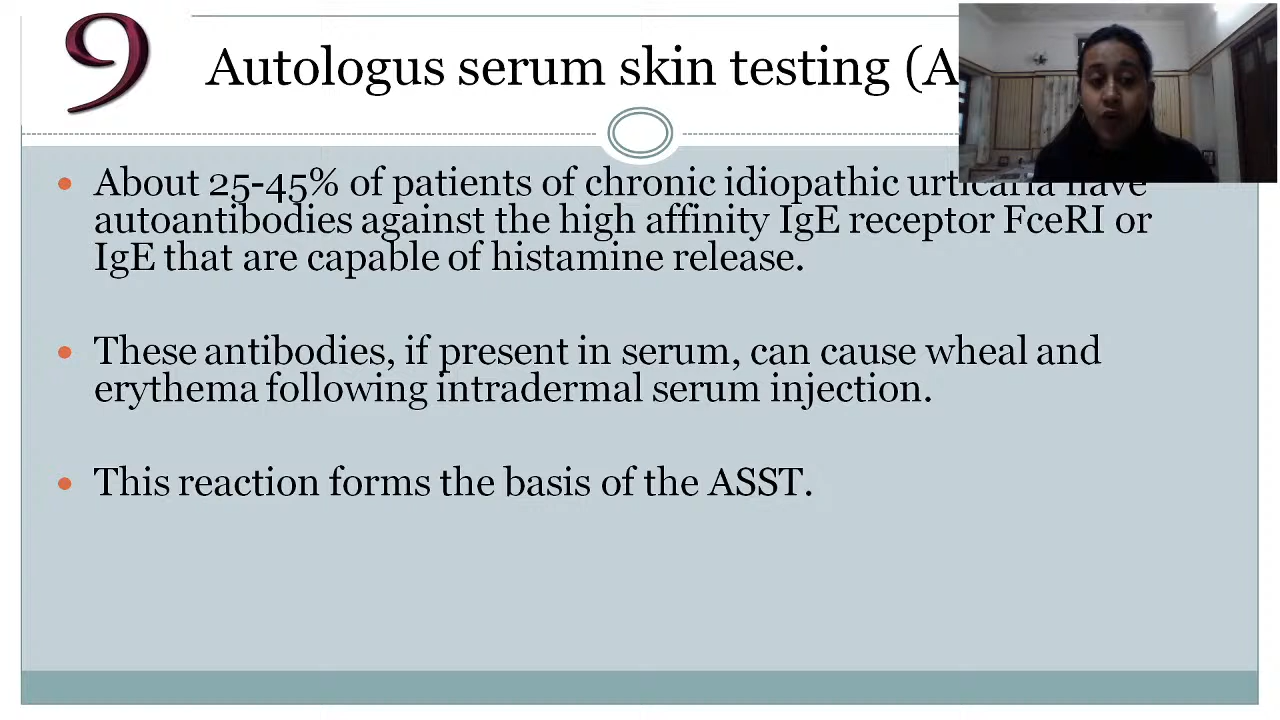 9
Autologus serum skin testing (A
About 25-45% of patients of chronic idiopathic urticaria have
autoantibodies against the high affinity IgE receptor FceRI or
IgE that are capable of histamine release.
These antibodies, if present in serum, can cause wheal and
erythema following intradermal serum injection.
This reaction forms the basis of the ASST.